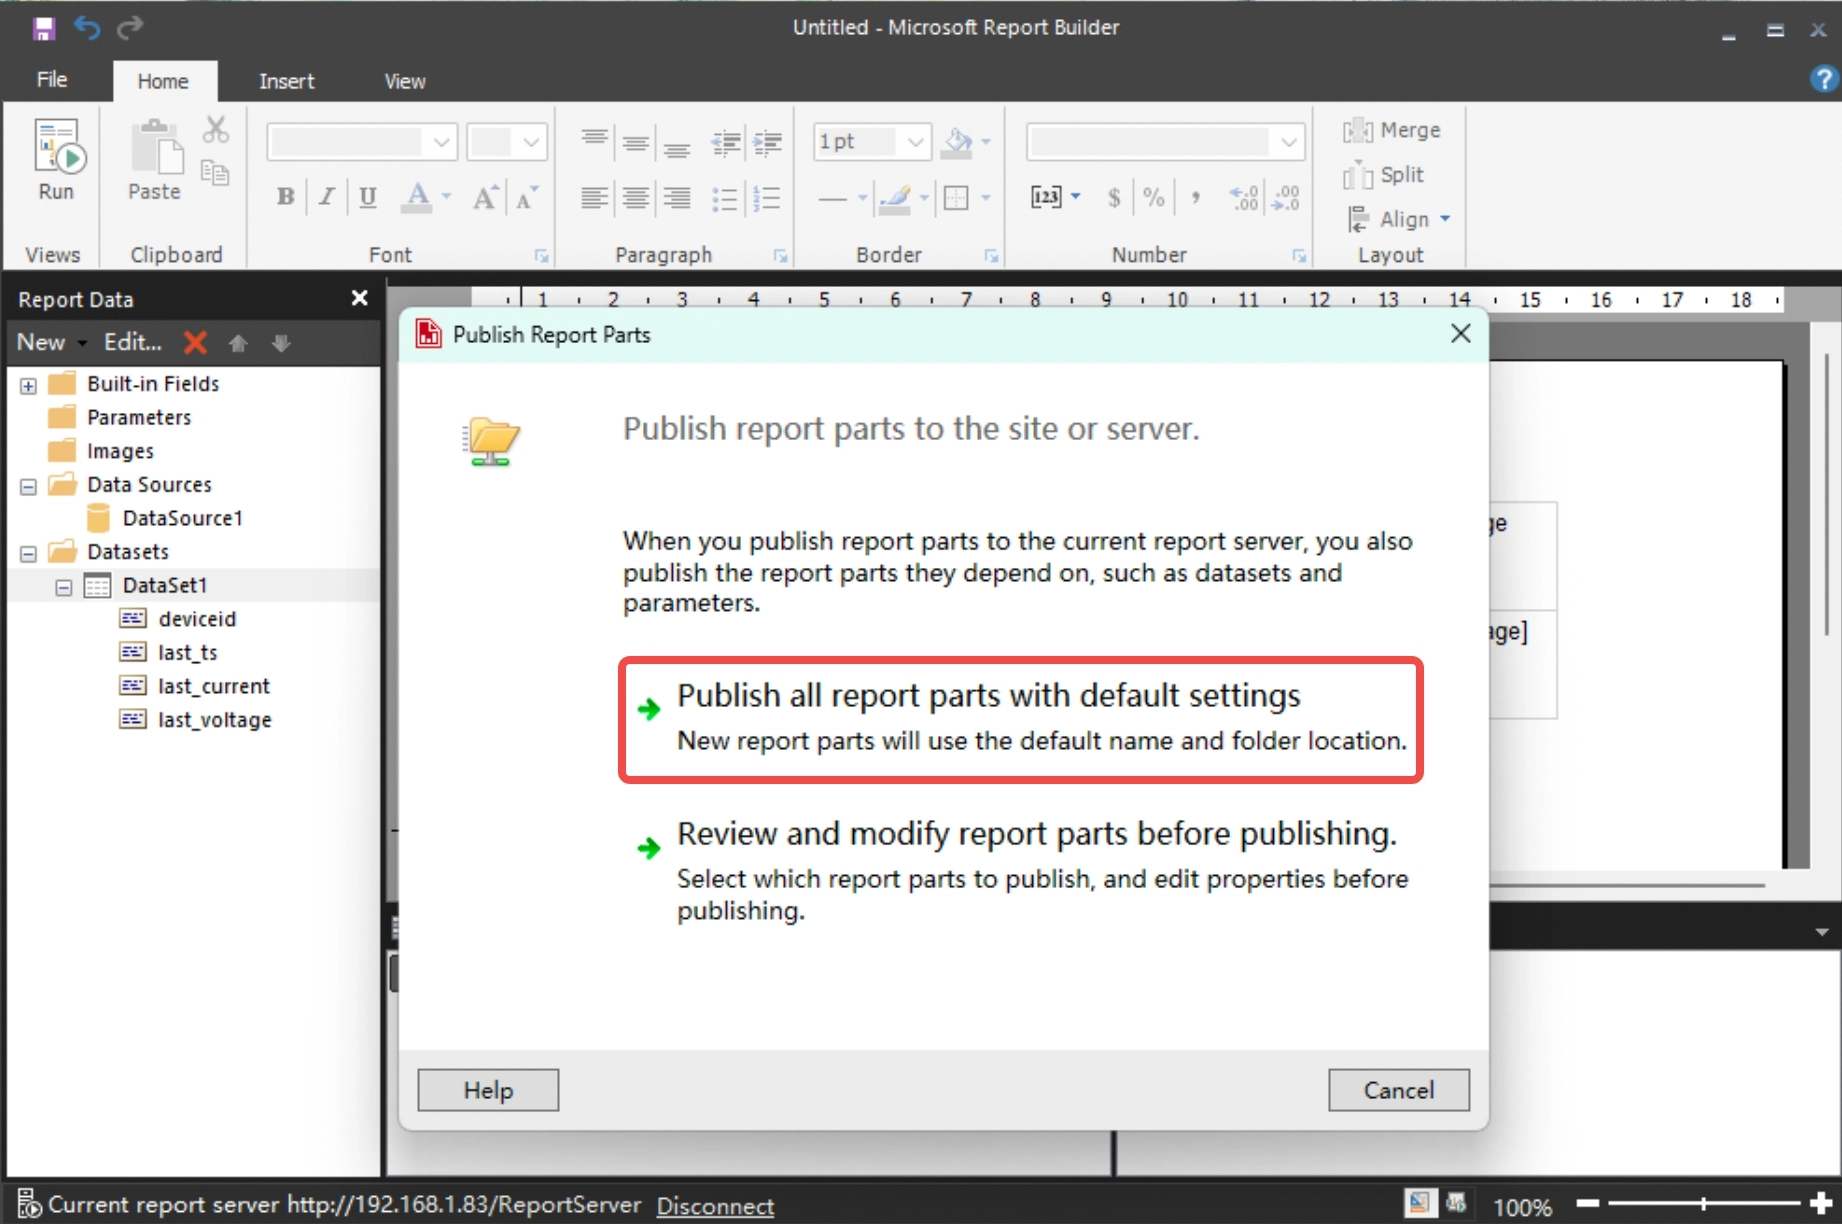 Untitled - Microsoft Report Builder
File
Home
Insert
View
?
Run
Paste
1 pt
Merge
Split
Align
B I U A A A
[123] $ % , .0 .00 .00 .0
Views
Clipboard
Font
Paragraph
Border
Number
Layout
Report Data
New
Edit...
1 2 3 4 5 6 7 8 9 10 11 12 13 14 15 16 17 18
Built-in Fields
Parameters
Images
Data Sources
DataSource1
Datasets
DataSet1
deviceid
last_ts
last_current
last_voltage
Publish Report Parts
Publish report parts to the site or server.
When you publish report parts to the current report server, you also
publish the report parts they depend on, such as datasets and
parameters.
Publish all report parts with default settings
New report parts will use the default name and folder location.
Review and modify report parts before publishing.
Select which report parts to publish, and edit properties before
publishing.
Help
Cancel
ge
age]
Current report server http://192.168.1.83/ReportServer Disconnect
100%